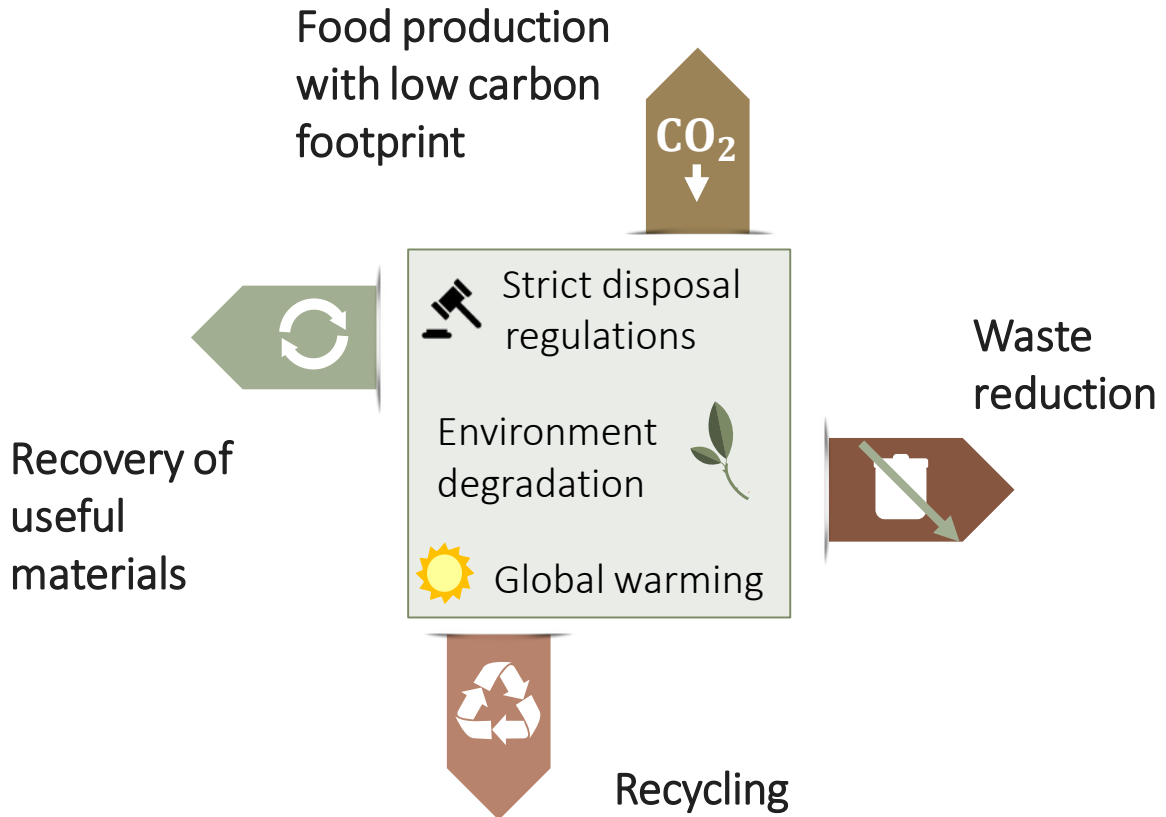 Food production
with low carbon
footprint
CO₂
Strict disposal
regulations
Waste
reduction
Environment
degradation
Recovery of
useful
materials
Global warming
Recycling